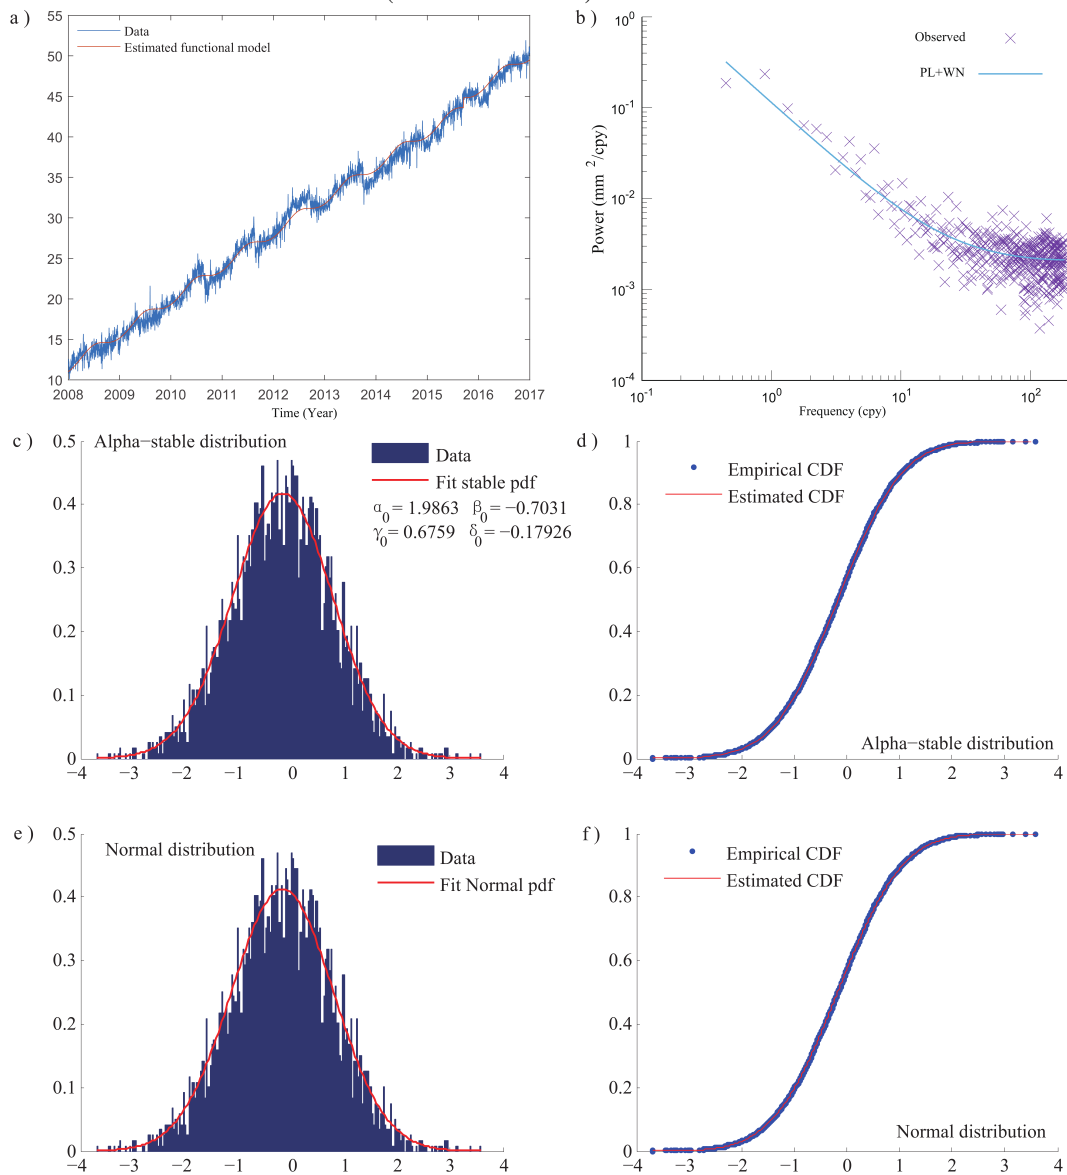 a )
55
50
45
40
35
30
25
20
15
10
Data
Estimated functional model
2008 2009 2010 2011 2012 2013 2014 2015 2016 2017
Time (Year)
b )
10^0
10^-1
10^-2
10^-3
10^-4
Power (mm ^2/cpy)
Observed
PL+WN
10^-1 10^0 10^1 10^2
Frequency (cpy)
c )
0.5
0.4
0.3
0.2
0.1
0
Alpha−stable distribution
Data
Fit stable pdf
α_0 = 1.9863 β_0 = −0.7031
γ_0 = 0.6759 δ_0 = −0.17926
−4 −3 −2 −1 0 1 2 3 4
d )
1
0.8
0.6
0.4
0.2
0
Empirical CDF
Estimated CDF
Alpha−stable distribution
−4 −3 −2 −1 0 1 2 3 4
e )
0.5
0.4
0.3
0.2
0.1
0
Normal distribution
Data
Fit Normal pdf
−4 −3 −2 −1 0 1 2 3 4
f )
1
0.8
0.6
0.4
0.2
0
Empirical CDF
Estimated CDF
Normal distribution
−4 −3 −2 −1 0 1 2 3 4